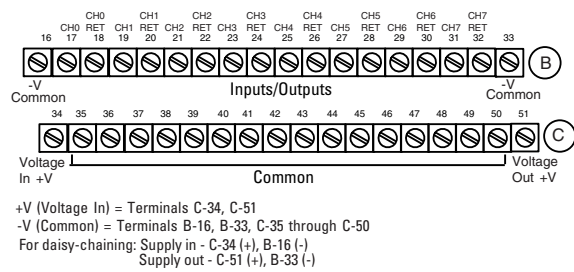 CH0 CH1 CH2 CH3 CH4 CH5 CH6 CH7
CH0 RET CH1 RET CH2 RET CH3 RET CH4 RET CH5 RET CH6 RET CH7 RET
16 17 18 19 20 21 22 23 24 25 26 27 28 29 30 31 32 33
B
-V Inputs/Outputs -V
Common Common
34 35 36 37 38 39 40 41 42 43 44 45 46 47 48 49 50 51
C
Voltage Common Voltage
In +V Out +V
+V (Voltage In) = Terminals C-34, C-51
-V (Common) = Terminals B-16, B-33, C-35 through C-50
For daisy-chaining: Supply in - C-34 (+), B-16 (-)
Supply out - C-51 (+), B-33 (-)